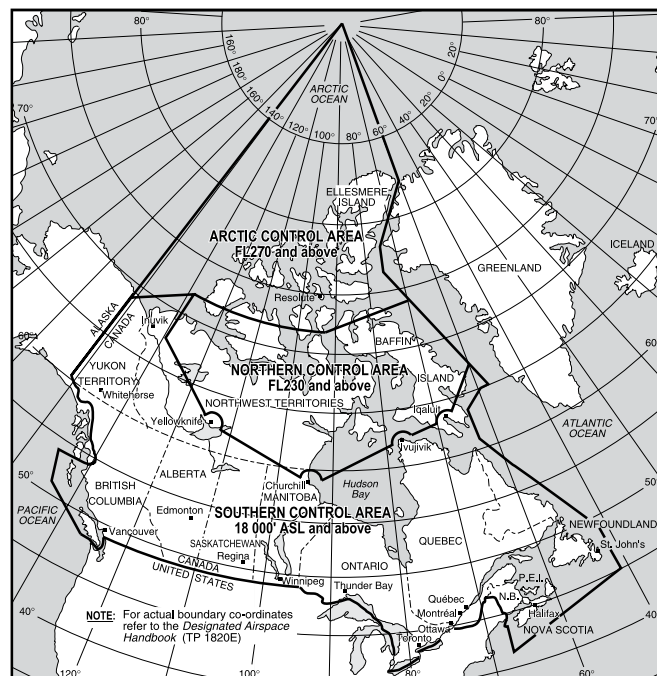 80°
80°
160°
160°
140°
140°
120°
120°
100°
80°
60°
40°
20°
0°
20°
70°
70°
60°
60°
50°
50°
40°
40°
120°
100°
80°
60°
ARCTIC
OCEAN
ELLESMERE
ISLAND
ARCTIC CONTROL AREA
FL270 and above
ICELAND
GREENLAND
Resolute
ALASKA
CANADA
Inuvik
BAFFIN
ISLAND
YUKON
TERRITORY
Whitehorse
NORTHERN CONTROL AREA
FL230 and above
NORTHWEST TERRITORIES
Yellowknife
Iqaluit
Ivujivik
ATLANTIC
OCEAN
PACIFIC
OCEAN
BRITISH
COLUMBIA
ALBERTA
Edmonton
Churchill
MANITOBA
Hudson
Bay
SOUTHERN CONTROL AREA
18 000' ASL and above
QUEBEC
NEWFOUNDLAND
St. John's
Vancouver
SASKATCHEWAN
Regina
CANADA
UNITED STATES
Winnipeg
ONTARIO
Thunder Bay
P.E.I.
N.B.
Québec
Montréal
Ottawa
Toronto
Halifax
NOVA SCOTIA
NOTE: For actual boundary co-ordinates
refer to the Designated Airspace
Handbook (TP 1820E)